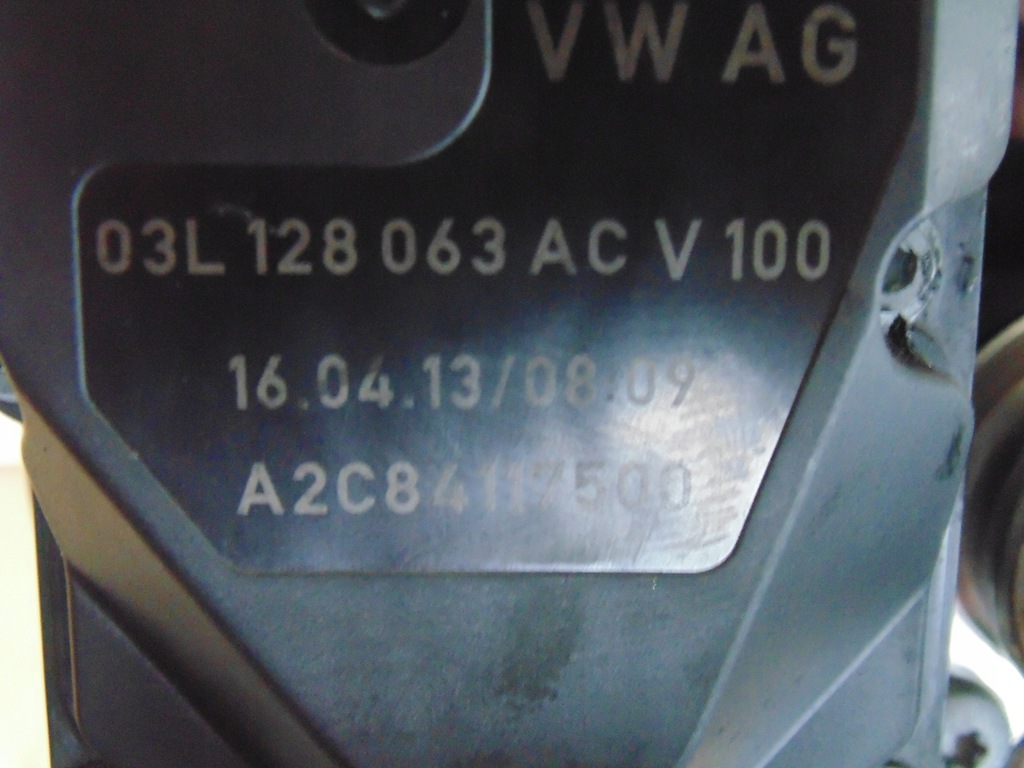 VW AG
03L 128 063 AC V 100
16.04.13/08:09
A2C84117500